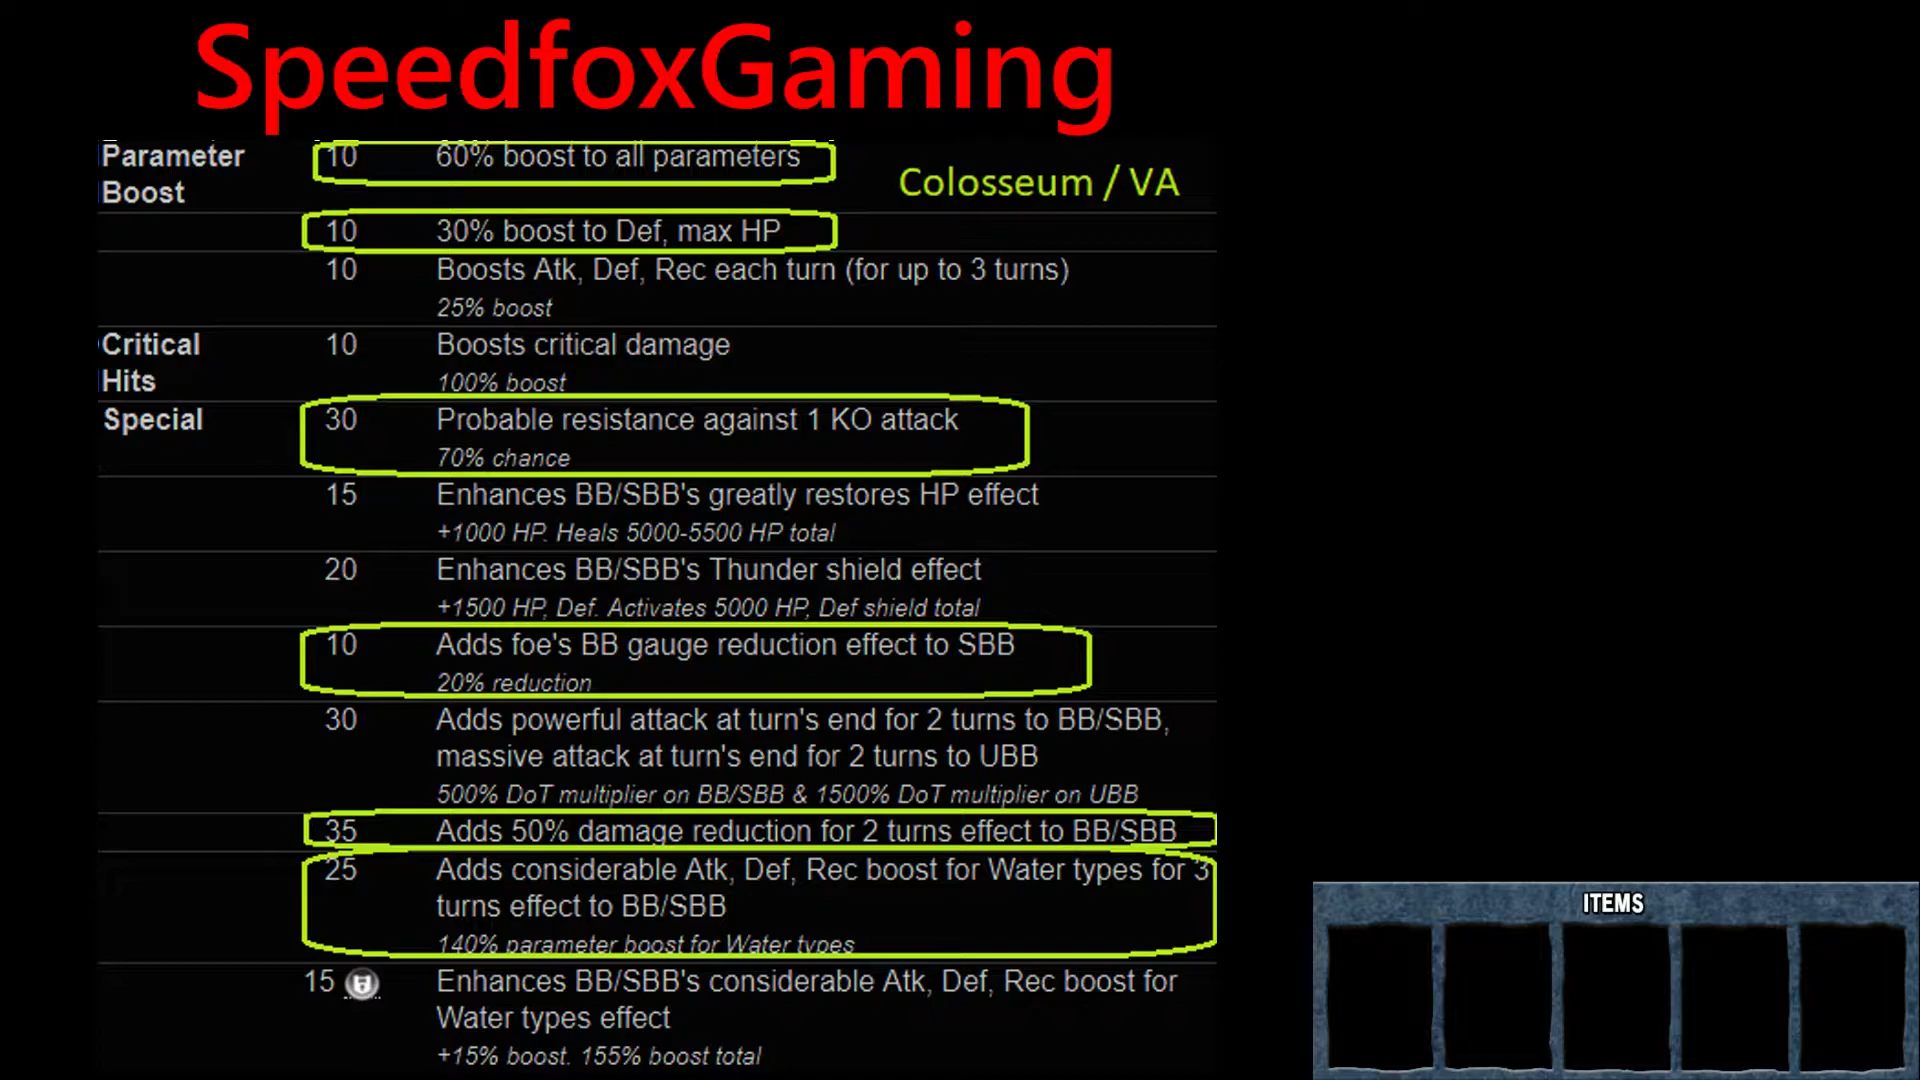 SpeedfoxGaming
Parameter Boost
10 60% boost to all parameters
Colosseum / VA
10 30% boost to Def, max HP
10 Boosts Atk, Def, Rec each turn (for up to 3 turns)
25% boost
Critical Hits
10 Boosts critical damage
100% boost
Special
30 Probable resistance against 1 KO attack
70% chance
15 Enhances BB/SBB's greatly restores HP effect
+1000 HP. Heals 5000-5500 HP total
20 Enhances BB/SBB's Thunder shield effect
+1500 HP, Def. Activates 5000 HP, Def shield total
10 Adds foe's BB gauge reduction effect to SBB
20% reduction
30 Adds powerful attack at turn's end for 2 turns to BB/SBB,
massive attack at turn's end for 2 turns to UBB
500% DoT multiplier on BB/SBB & 1500% DoT multiplier on UBB
35 Adds 50% damage reduction for 2 turns effect to BB/SBB
25 Adds considerable Atk, Def, Rec boost for Water types for 3
turns effect to BB/SBB
140% parameter boost for Water types
15 Enhances BB/SBB's considerable Atk, Def, Rec boost for
Water types effect
+15% boost. 155% boost total
ITEMS